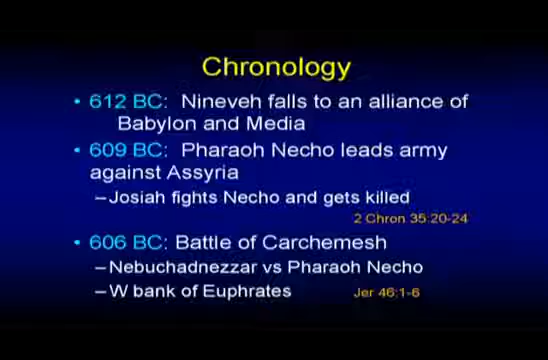 Chronology
• 612 BC: Nineveh falls to an alliance of
Babylon and Media
• 609 BC: Pharaoh Necho leads army
against Assyria
–Josiah fights Necho and gets killed
2 Chron 35:20-24
• 606 BC: Battle of Carchemesh
–Nebuchadnezzar vs Pharaoh Necho
–W bank of Euphrates
Jer 46:1-6